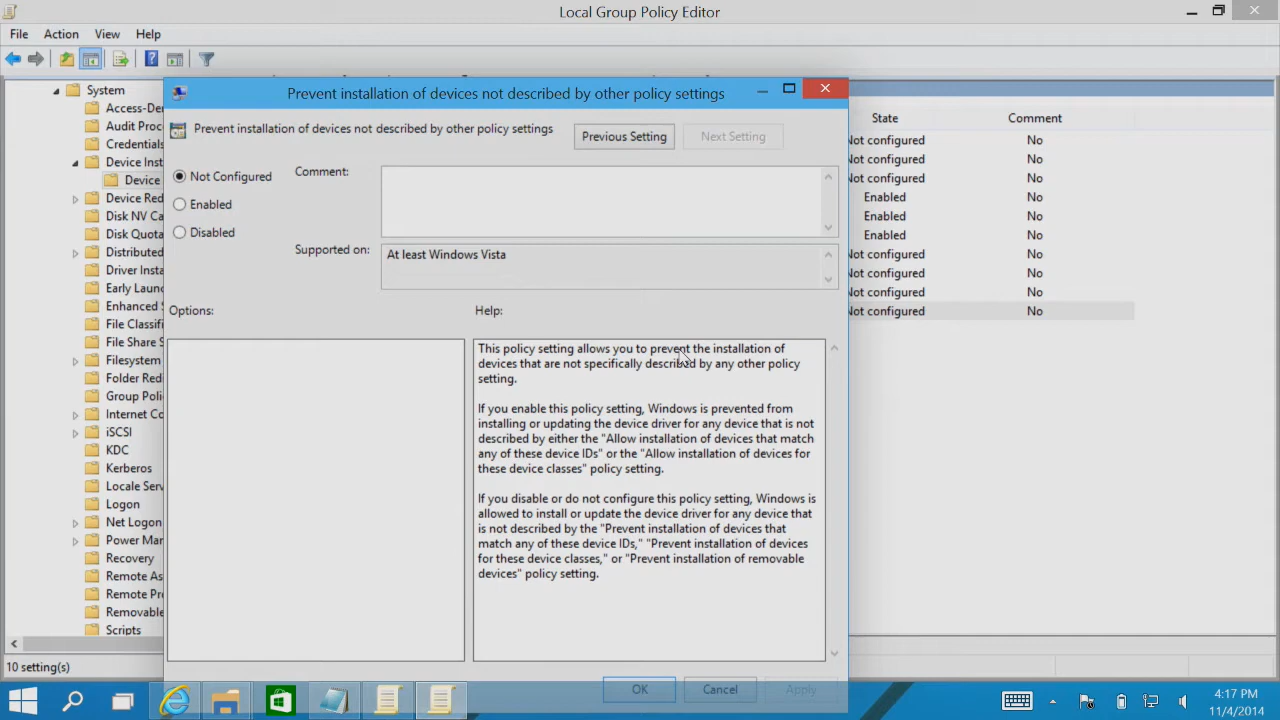 Local Group Policy Editor
File Action View Help
System
Access-De
Audit Proc
Credentials
Device Inst
Device
Device Red
Disk NV Ca
Disk Quota
Distributed
Driver Insta
Early Laun
Enhanced S
File Classifi
File Share S
Filesystem
Folder Redi
Group Poli
Internet Co
iSCSI
KDC
Kerberos
Locale Serv
Logon
Net Logon
Power Mar
Recovery
Remote As
Remote Pr
Removable
Scripts
10 setting(s)
Prevent installation of devices not described by other policy settings
Prevent installation of devices not described by other policy settings
Previous Setting
Next Setting
Not Configured
Enabled
Disabled
Comment:
Supported on:
At least Windows Vista
Options:
Help:
This policy setting allows you to prevent the installation of
devices that are not specifically described by any other policy
setting.
If you enable this policy setting, Windows is prevented from
installing or updating the device driver for any device that is not
described by either the "Allow installation of devices that match
any of these device IDs" or the "Allow installation of devices for
these device classes" policy setting.
If you disable or do not configure this policy setting, Windows is
allowed to install or update the device driver for any device that
is not described by the "Prevent installation of devices that
match any of these device IDs," "Prevent installation of devices
for these device classes," or "Prevent installation of removable
devices" policy setting.
OK
Cancel
Apply
State Comment
Not configured No
Not configured No
Not configured No
Enabled No
Enabled No
Enabled No
Not configured No
Not configured No
Not configured No
Not configured No
4:17 PM
11/4/2014